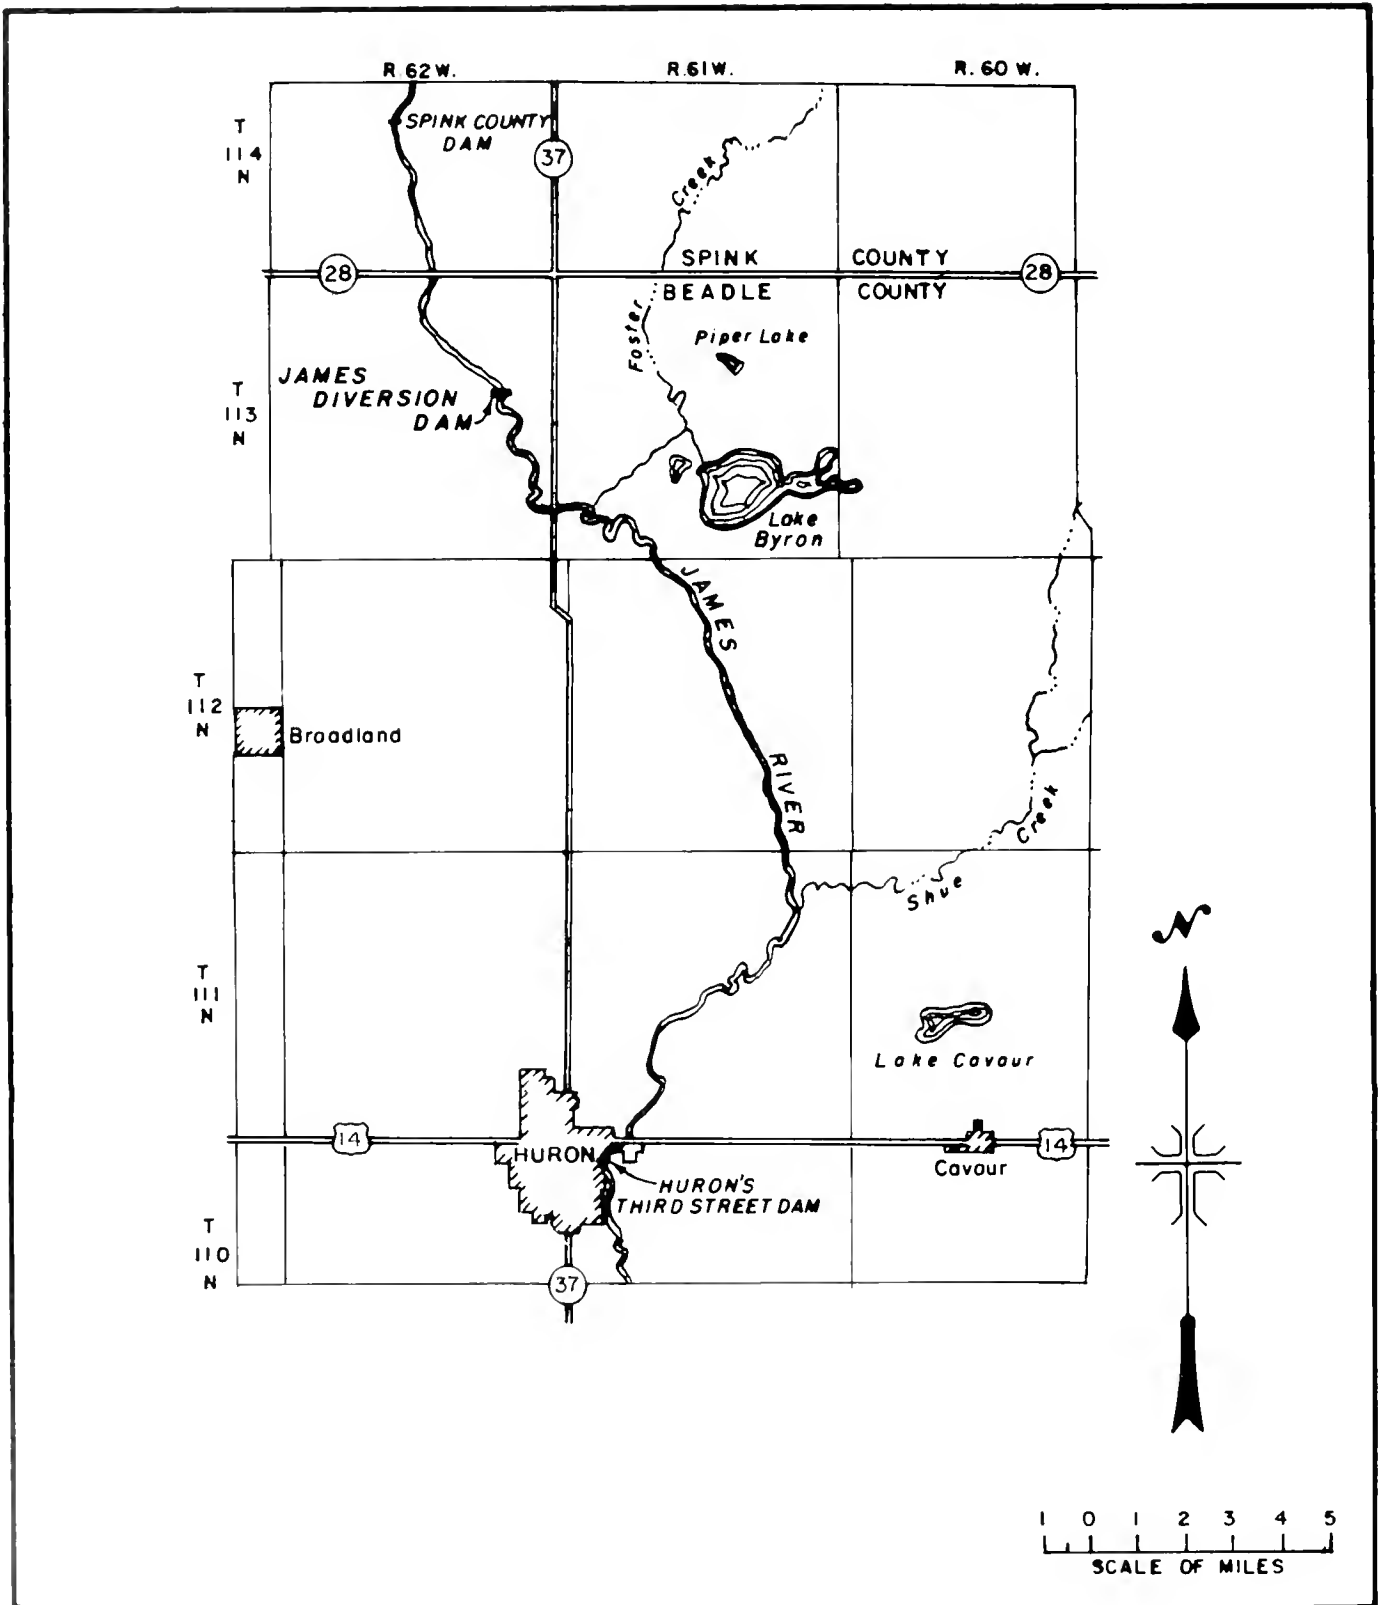 R. 62 W.
R. 61 W.
R. 60 W.
T
114
N
SPINK COUNTY
DAM
37
Creek
SPINK COUNTY
28
28
BEADLE COUNTY
Foster
Piper Lake
JAMES
DIVERSION
DAM
T
113
N
Lake
Byron
JAMES
RIVER
T
112
N
Broadland
Creek
Shue
N
T
111
N
Lake Cavour
14
HURON
14
Cavour
HURON'S
THIRD STREET DAM
T
110
N
37
1 0 1 2 3 4 5
SCALE OF MILES